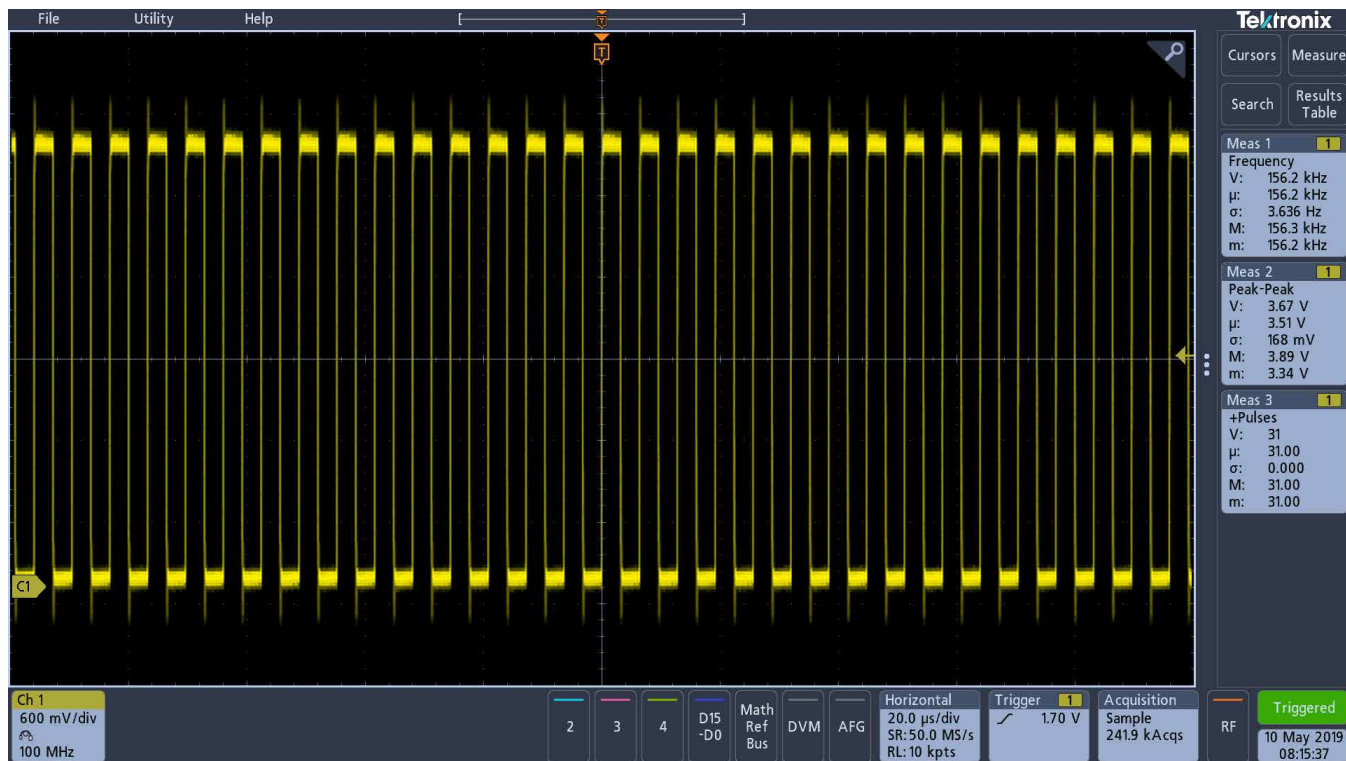 File Utility Help
Tektronix
T
T
Cursors Measure
Search Results Table
Meas 1 1
Frequency
V: 156.2 kHz
μ: 156.2 kHz
σ: 3.636 Hz
M: 156.3 kHz
m: 156.2 kHz
Meas 2 1
Peak-Peak
V: 3.67 V
μ: 3.51 V
σ: 168 mV
M: 3.89 V
m: 3.34 V
Meas 3 1
+Pulses
V: 31
μ: 31.00
σ: 0.000
M: 31.00
m: 31.00
C1
Ch 1
600 mV/div
100 MHz
2
3
4
D15
-D0
Math
Ref
Bus
DVM
AFG
Horizontal
20.0 μs/div
SR: 50.0 MS/s
RL: 10 kpts
Trigger 1
1.70 V
Acquisition
Sample
241.9 kAcqs
RF
Triggered
10 May 2019
08:15:37